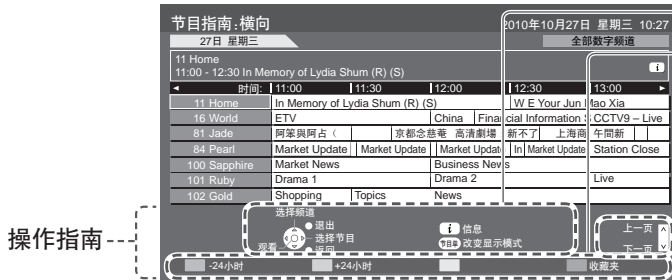 节目指南:横向 2010年10月27日 星期三 10:27
27日 星期三 全部数字频道
11 Home
11:00 - 12:30 In Memory of Lydia Shum (R) (S) i
时间: 11:00 11:30 12:00 12:30 13:00
11 Home In Memory of Lydia Shum (R) (S) W E Your Jun Mao Xia
16 World ETV China Financial Information S CCTV9 – Live
81 Jade 阿笨與阿占( 京都念慈菴 高清劇場 新不了 上海商 午間新
84 Pearl Market Update Market Update Market Updat In Market Update Station Close
100 Sapphire Market News Business News
101 Ruby Drama 1 Drama 2 Live
102 Gold Shopping Topics News
选择频道
退出 i 信息 上一页
操作指南 选择节目 节目单 改变显示模式
观看 返回 下一页
-24小时 +24小时 收藏夹